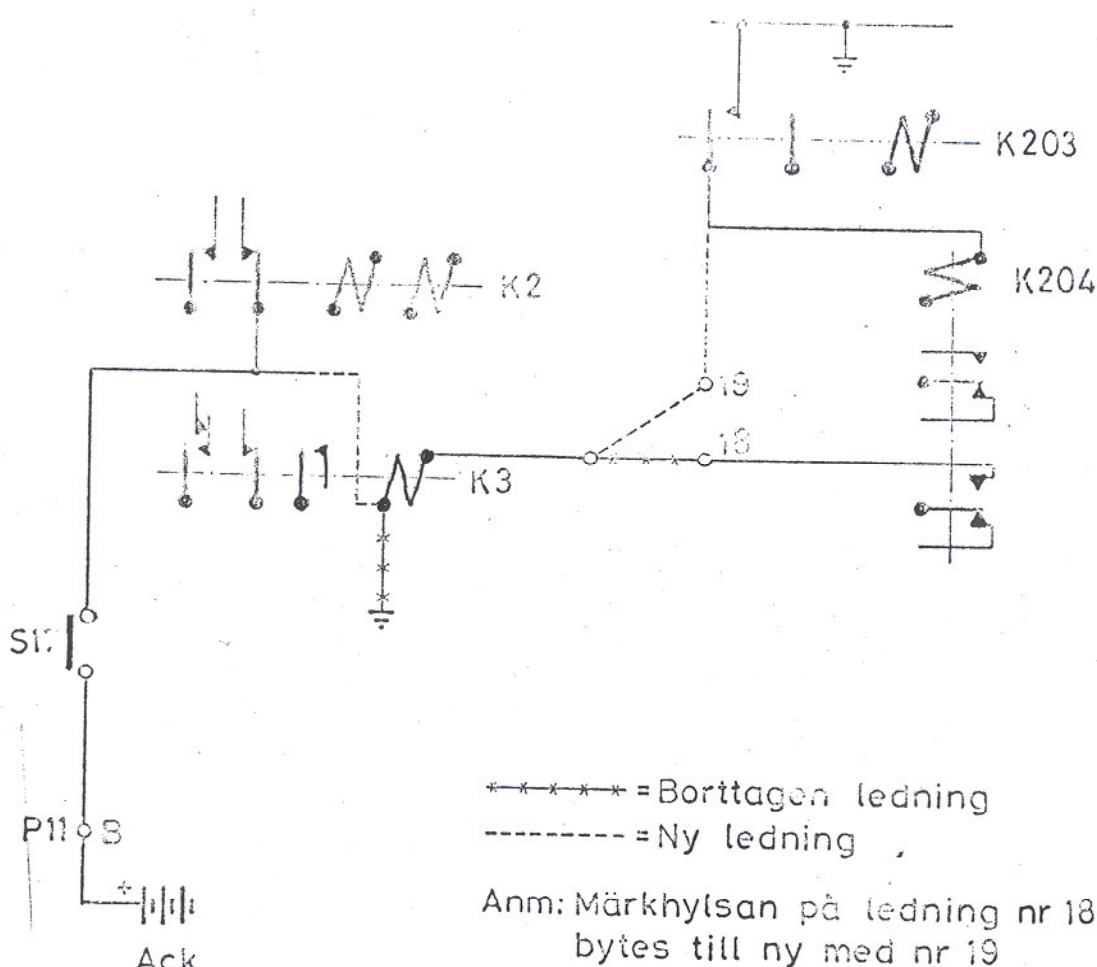 K203
K2
K204
19
18
K3
P11
B
+
Ack
= Borttagen ledning
= Ny ledning
Anm: Märkhylsan på ledning nr 18
bytes till ny med nr 19